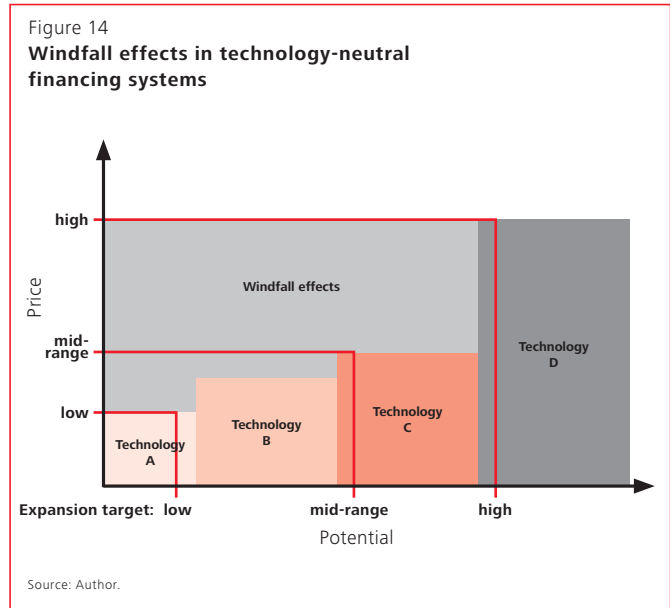 Figure 14
Windfall effects in technology-neutral
financing systems
high
Windfall effects
Price
mid-
range
Technology
D
low
Technology
A
Technology
B
Technology
C
Expansion target: low mid-range high
Potential
Source: Author.